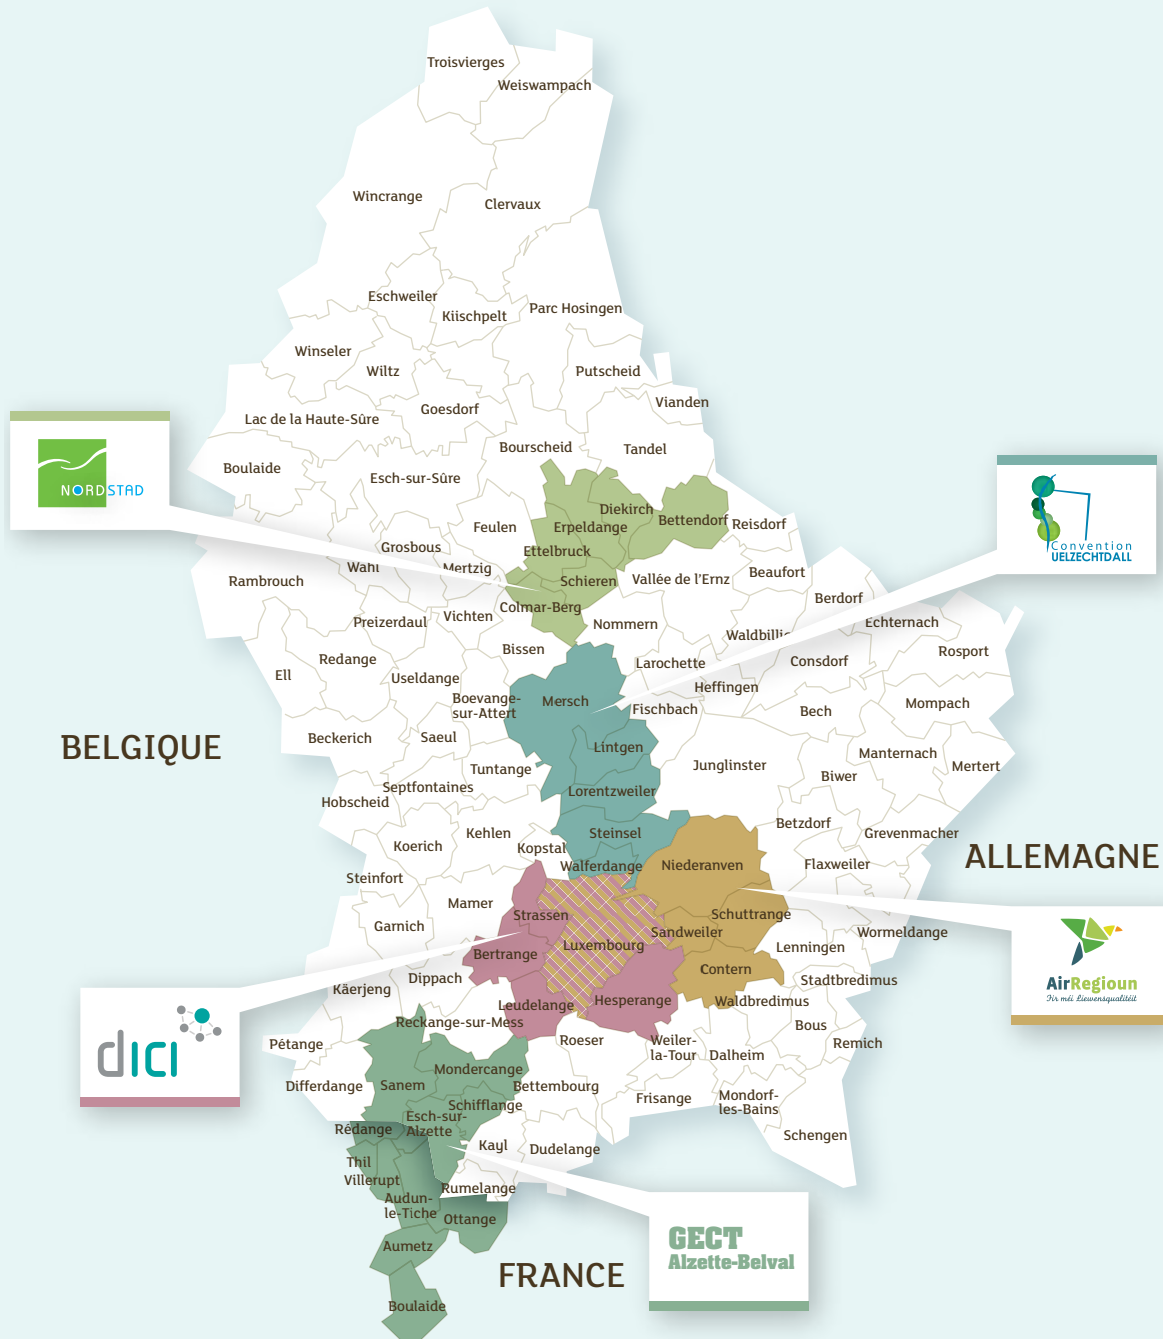 Troisvierges
Weiswampach
Wincrange
Clervaux
Eschweiler
Kiischpelt
Parc Hosingen
Winseler
Wiltz
Putscheid
Vianden
Lac de la Haute-Sûre
Goesdorf
Bourscheid
Tandel
Boulaide
Esch-sur-Sûre
NORDSTAD
Diekirch
Bettendorf
Reisdorf
Feulen
Erpeldange
Ettelbruck
Grosbous
Wahl
Mertzig
Schieren
Vallée de l'Ernz
Beaufort
Rambrouch
Convention
UELZECHTDALL
Colmar-Berg
Berdorf
Preizerdaul
Vichten
Nommern
Echternach
Bissen
Larochette
Consdorf
Rosport
Redange
Ell
Useldange
Heffingen
Boevange-
sur-Attert
Mersch
Fischbach
Bech
Mompach
Beckerich
Saeul
Lintgen
BELGIQUE
Manternach
Mertert
Tuntange
Junglinster
Biwer
Septfontaines
Hobscheid
Lorentzweiler
Kehlen
Steinsel
Betzdorf
Grevenmacher
Koerich
Kopstal
ALLEMAGNE
Steinfort
Walferdange
Niederanven
Flaxweiler
Mamer
Strassen
Schuttrange
Garnich
Luxembourg
Sandweiler
Wormeldange
Bertrange
Lenningen
Contern
Dippach
Stadtbredimus
Käerjeng
Leudelange
Hesperange
Waldbredimus
AirRegioun
Fir méi Liewensqualitéit
dici
Reckange-sur-Mess
Bous
Pétange
Roeser
Weiler-
la-Tour
Dalheim
Remich
Mondercange
Differdange
Sanem
Bettembourg
Frisange
Mondorf-
les-Bains
Schifflange
Esch-sur-
Alzette
Rédange
Schengen
Kayl
Dudelange
Thil
Villerupt
Rumelange
Audun-
le-Tiche
Ottange
GECT
Alzette-Belval
Aumetz
FRANCE
Boulaide